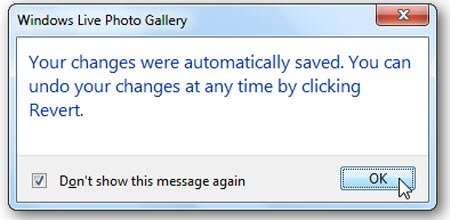 Windows Live Photo Gallery
Your changes were automatically saved. You can
undo your changes at any time by clicking
Revert.
Don't show this message again
OK